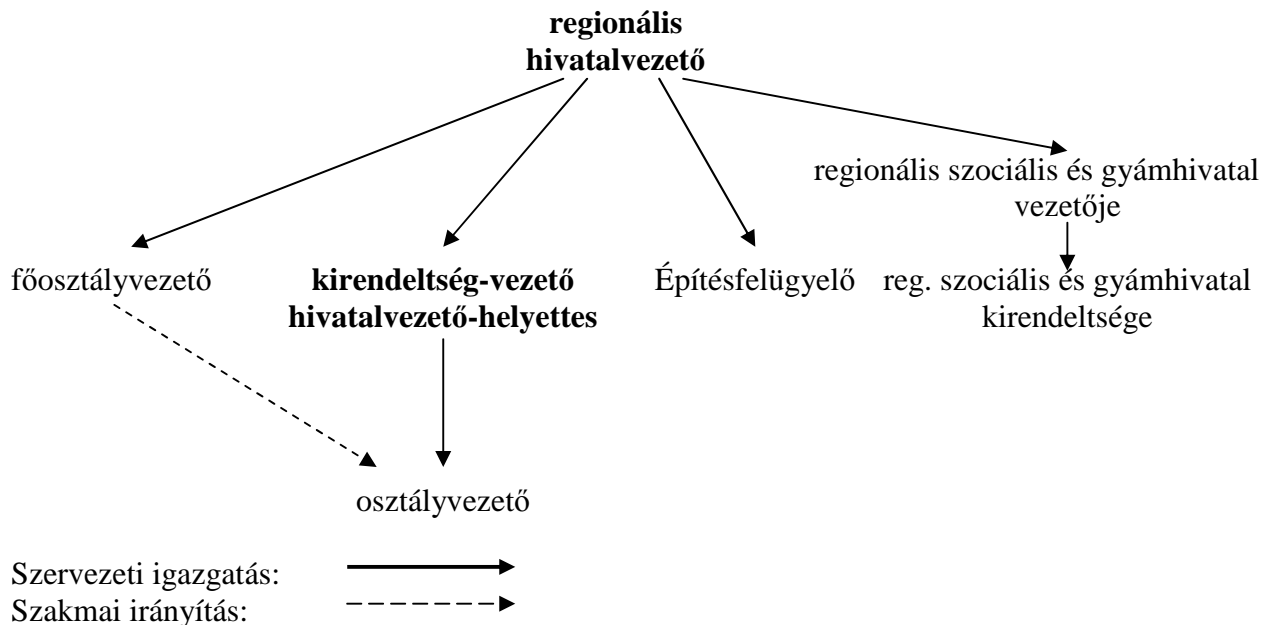 regionális
hivatalvezető
regionális szociális és gyámhivatal
vezetője
főosztályvezető
kirendeltség-vezető
hivatalvezető-helyettes
Építésfelügyelő
reg. szociális és gyámhivatal
kirendeltsége
osztályvezető
Szervezeti igazgatás:
Szakmai irányítás: